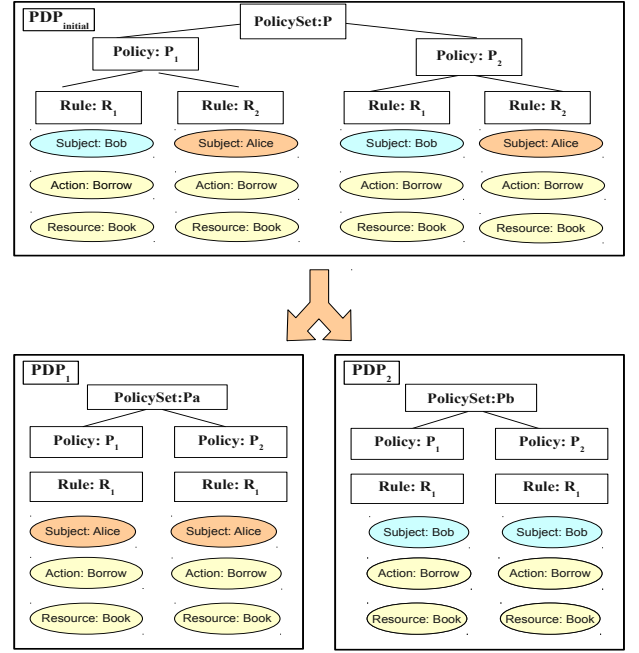 PDP initial
PolicySet:P
Policy: P1
Policy: P2
Rule: R1
Rule: R2
Rule: R1
Rule: R2
Subject: Bob
Subject: Alice
Subject: Bob
Subject: Alice
Action: Borrow
Action: Borrow
Action: Borrow
Action: Borrow
Resource: Book
Resource: Book
Resource: Book
Resource: Book
PDP1
PolicySet:Pa
Policy: P1
Policy: P2
Rule: R1
Rule: R1
Subject: Alice
Subject: Alice
Action: Borrow
Action: Borrow
Resource: Book
Resource: Book
PDP2
PolicySet:Pb
Policy: P1
Policy: P2
Rule: R1
Rule: R1
Subject: Bob
Subject: Bob
Action: Borrow
Action: Borrow
Resource: Book
Resource: Book